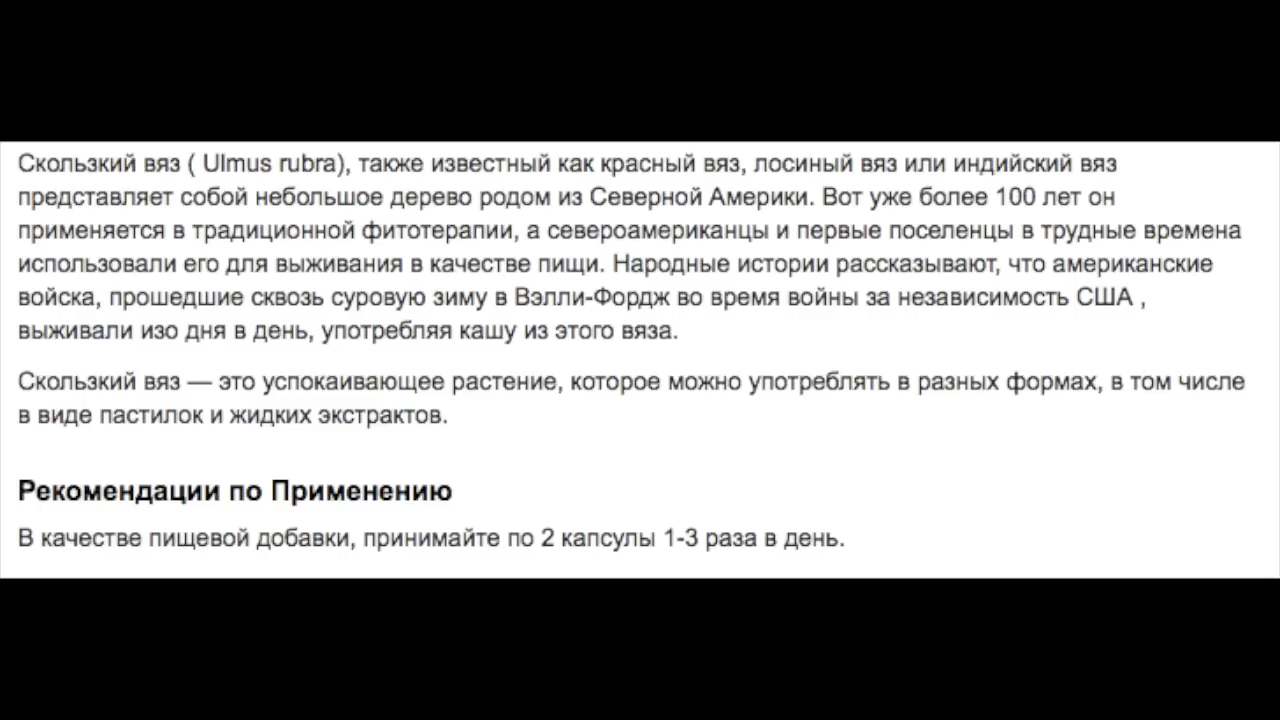 Скользкий вяз ( Ulmus rubra), также известный как красный вяз, лосиный вяз или индийский вяз
представляет собой небольшое дерево родом из Северной Америки. Вот уже более 100 лет он
применяется в традиционной фитотерапии, а североамериканцы и первые поселенцы в трудные времена
использовали его для выживания в качестве пищи. Народные истории рассказывают, что американские
войска, прошедшие сквозь суровую зиму в Вэлли-Фордж во время войны за независимость США ,
выживали изо дня в день, употребляя кашу из этого вяза.
Скользкий вяз — это успокаивающее растение, которое можно употреблять в разных формах, в том числе
в виде пастилок и жидких экстрактов.
Рекомендации по Применению
В качестве пищевой добавки, принимайте по 2 капсулы 1-3 раза в день.